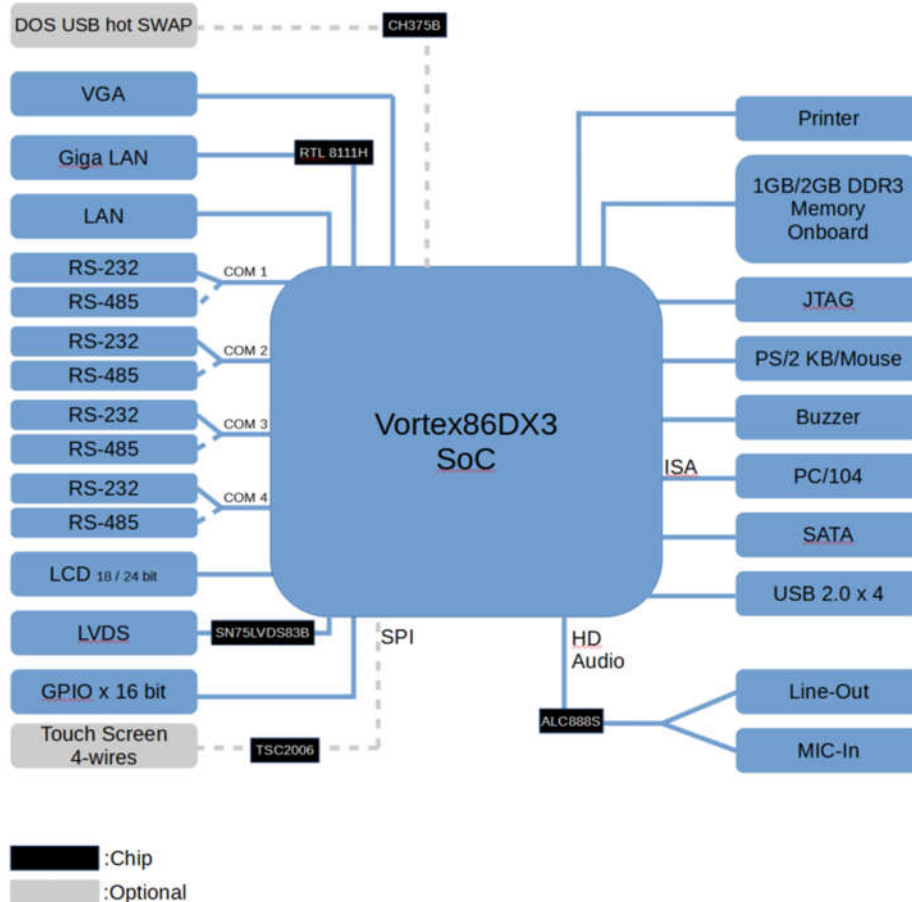 DOS USB hot SWAP
CH375B
VGA
Giga LAN
RTL 8111H
LAN
RS-232
COM 1
RS-485
RS-232
COM 2
RS-485
RS-232
COM 3
RS-485
RS-232
COM 4
RS-485
LCD 18 / 24 bit
LVDS
SN75LVDS83B
GPIO x 16 bit
Touch Screen
4-wires
TSC2006
SPI
Vortex86DX3
SoC
HD
Audio
ALC888S
Printer
1GB/2GB DDR3
Memory
Onboard
JTAG
PS/2 KB/Mouse
Buzzer
ISA
PC/104
SATA
USB 2.0 x 4
Line-Out
MIC-In
:Chip
:Optional